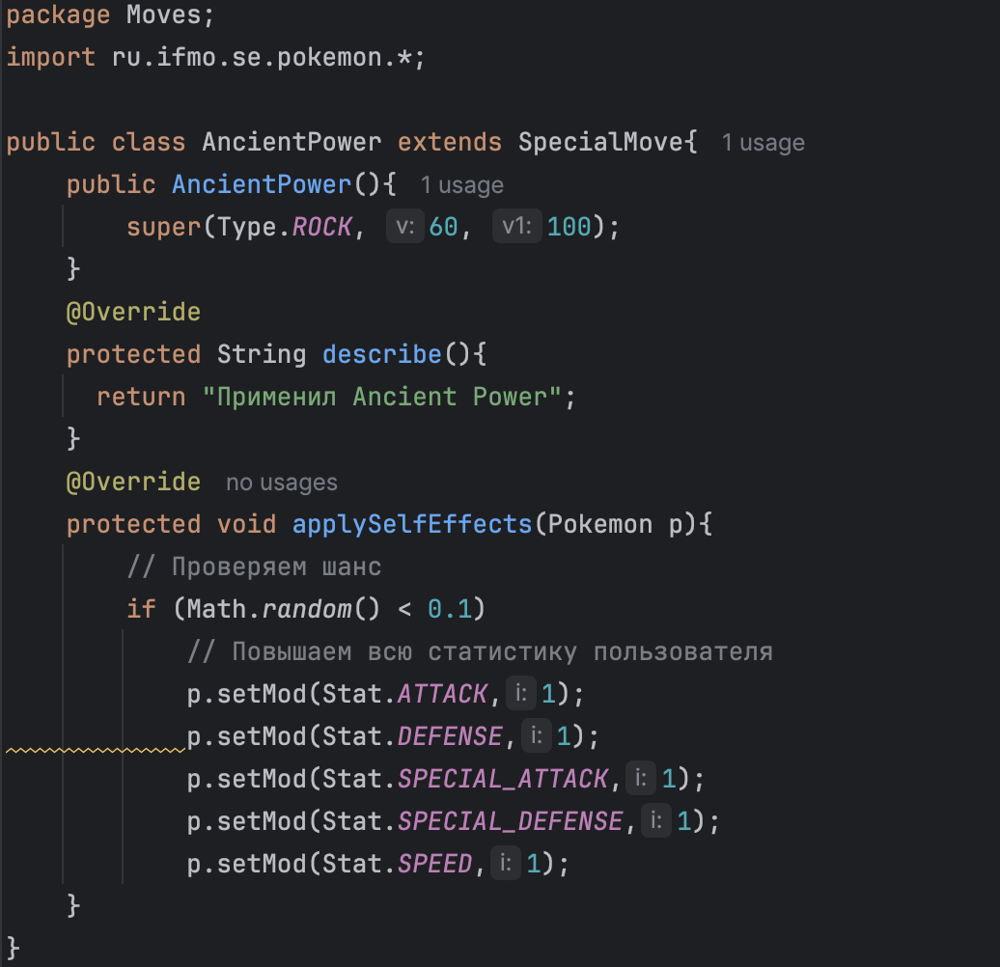 package Moves;
import ru.ifmo.se.pokemon.*;
public class AncientPower extends SpecialMove{ 1 usage
public AncientPower(){ 1 usage
super(Type.ROCK, v: 60, v1: 100);
}
@Override
protected String describe(){
return "Применил Ancient Power";
}
@Override no usages
protected void applySelfEffects(Pokemon p){
// Проверяем шанс
if (Math.random() < 0.1)
// Повышаем всю статистику пользователя
p.setMod(Stat.ATTACK, i: 1);
p.setMod(Stat.DEFENSE, i: 1);
p.setMod(Stat.SPECIAL_ATTACK, i: 1);
p.setMod(Stat.SPECIAL_DEFENSE, i: 1);
p.setMod(Stat.SPEED, i: 1);
}
}